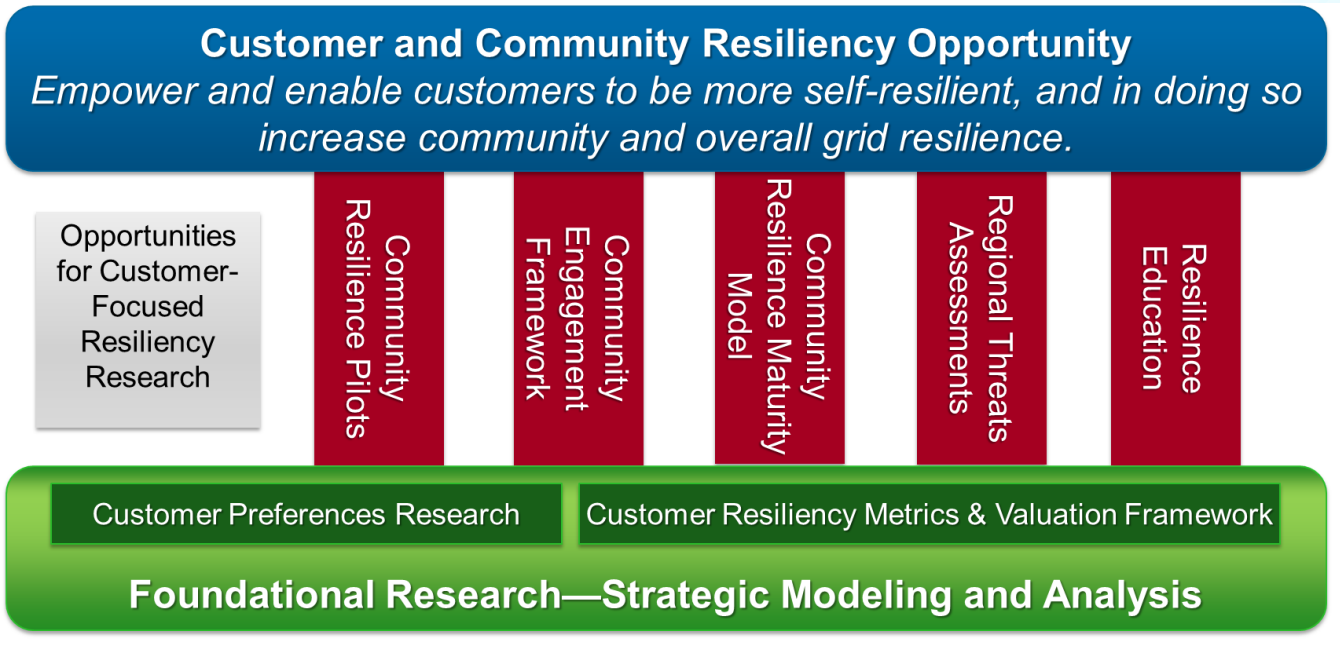 Customer and Community Resiliency Opportunity
Empower and enable customers to be more self-resilient, and in doing so
increase community and overall grid resilience.
Opportunities
for Customer-
Focused
Resiliency
Research
Community
Resilience Pilots
Community
Engagement
Framework
Community
Resilience Maturity
Model
Regional Threats
Assessments
Resilience
Education
Customer Preferences Research
Customer Resiliency Metrics & Valuation Framework
Foundational Research—Strategic Modeling and Analysis